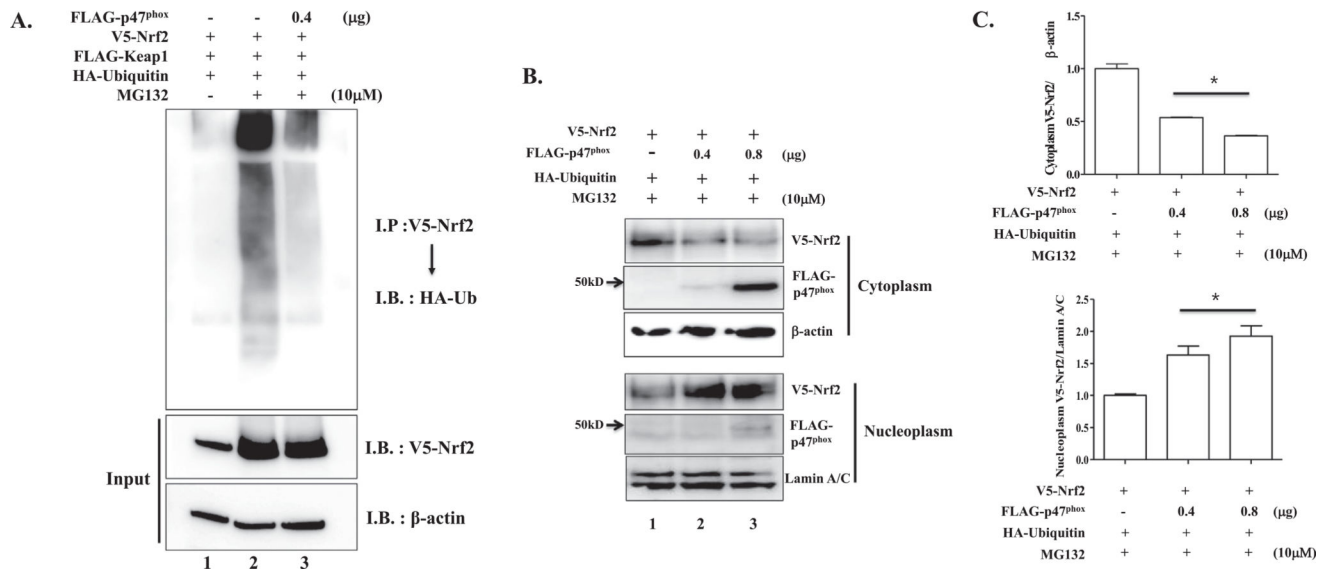 A.
FLAG-p47phox - - 0.4 (μg)
V5-Nrf2 + + +
FLAG-Keap1 + + +
HA-Ubiquitin + + +
MG132 - + + (10μM)
I.P :V5-Nrf2
I.B. : HA-Ub
Input
I.B. : V5-Nrf2
I.B. : β-actin
1 2 3
B.
V5-Nrf2 + + +
FLAG-p47phox - 0.4 0.8 (μg)
HA-Ubiquitin + + +
MG132 + + + (10μM)
V5-Nrf2
50kD
FLAG-
p47phox
Cytoplasm
β-actin
V5-Nrf2
50kD
FLAG-
p47phox
Nucleoplasm
Lamin A/C
1 2 3
C.
Cytoplasm V5-Nrf2/
β-actin
1.5
1.0
0.5
0.0
*
V5-Nrf2 + + +
FLAG-p47phox - 0.4 0.8 (μg)
HA-Ubiquitin + + +
MG132 + + + (10μM)
Nucleoplasm V5-Nrf2/Lamin A/C
2.5
2.0
1.5
1.0
0.5
0.0
*
V5-Nrf2 + + +
FLAG-p47phox - 0.4 0.8 (μg)
HA-Ubiquitin + + +
MG132 + + + (10μM)